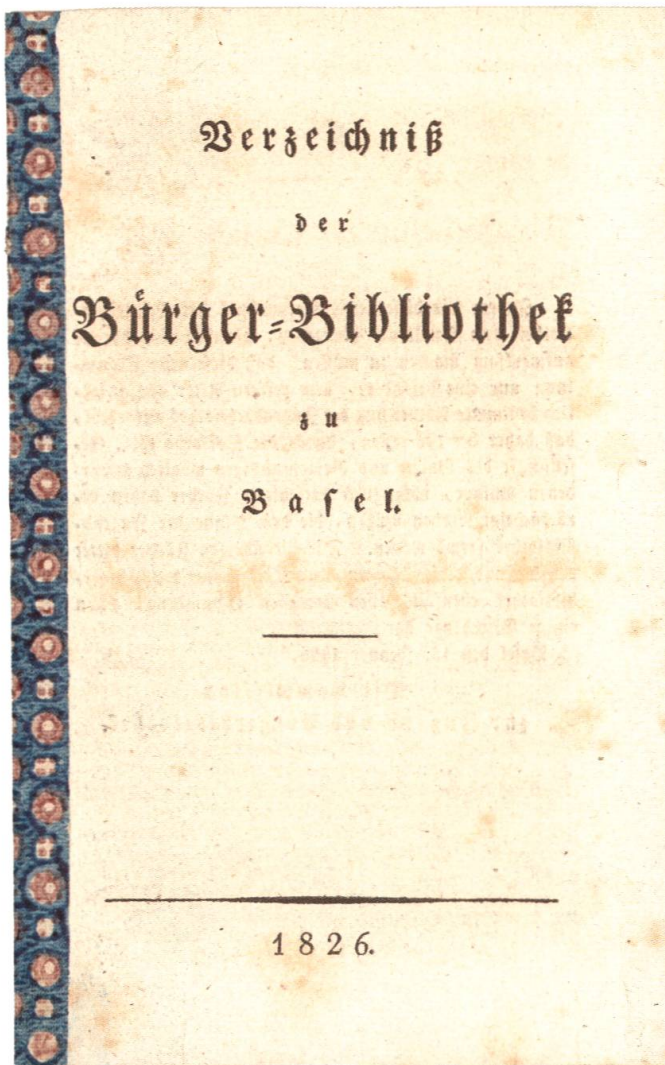 Verzeichniß
der
Bürger=Bibliothek
zu
Basel.
1826.